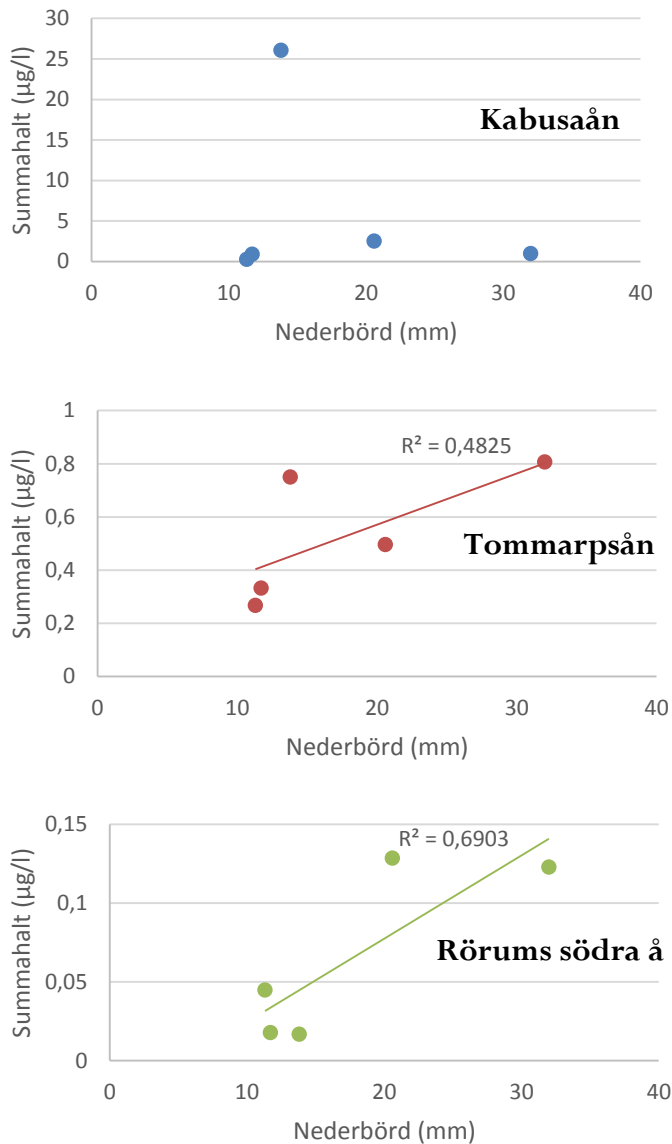 30
25
20
15
10
5
0
Summahalt (µg/l)
Kabusaån
0 10 20 30 40
Nederbörd (mm)
1
0,8
0,6
0,4
0,2
0
Summahalt (µg/l)
R² = 0,4825
Tommarpsån
0 10 20 30 40
Nederbörd (mm)
0,15
0,1
0,05
0
Summahalt (µg/l)
R² = 0,6903
Rörums södra å
0 10 20 30 40
Nederbörd (mm)